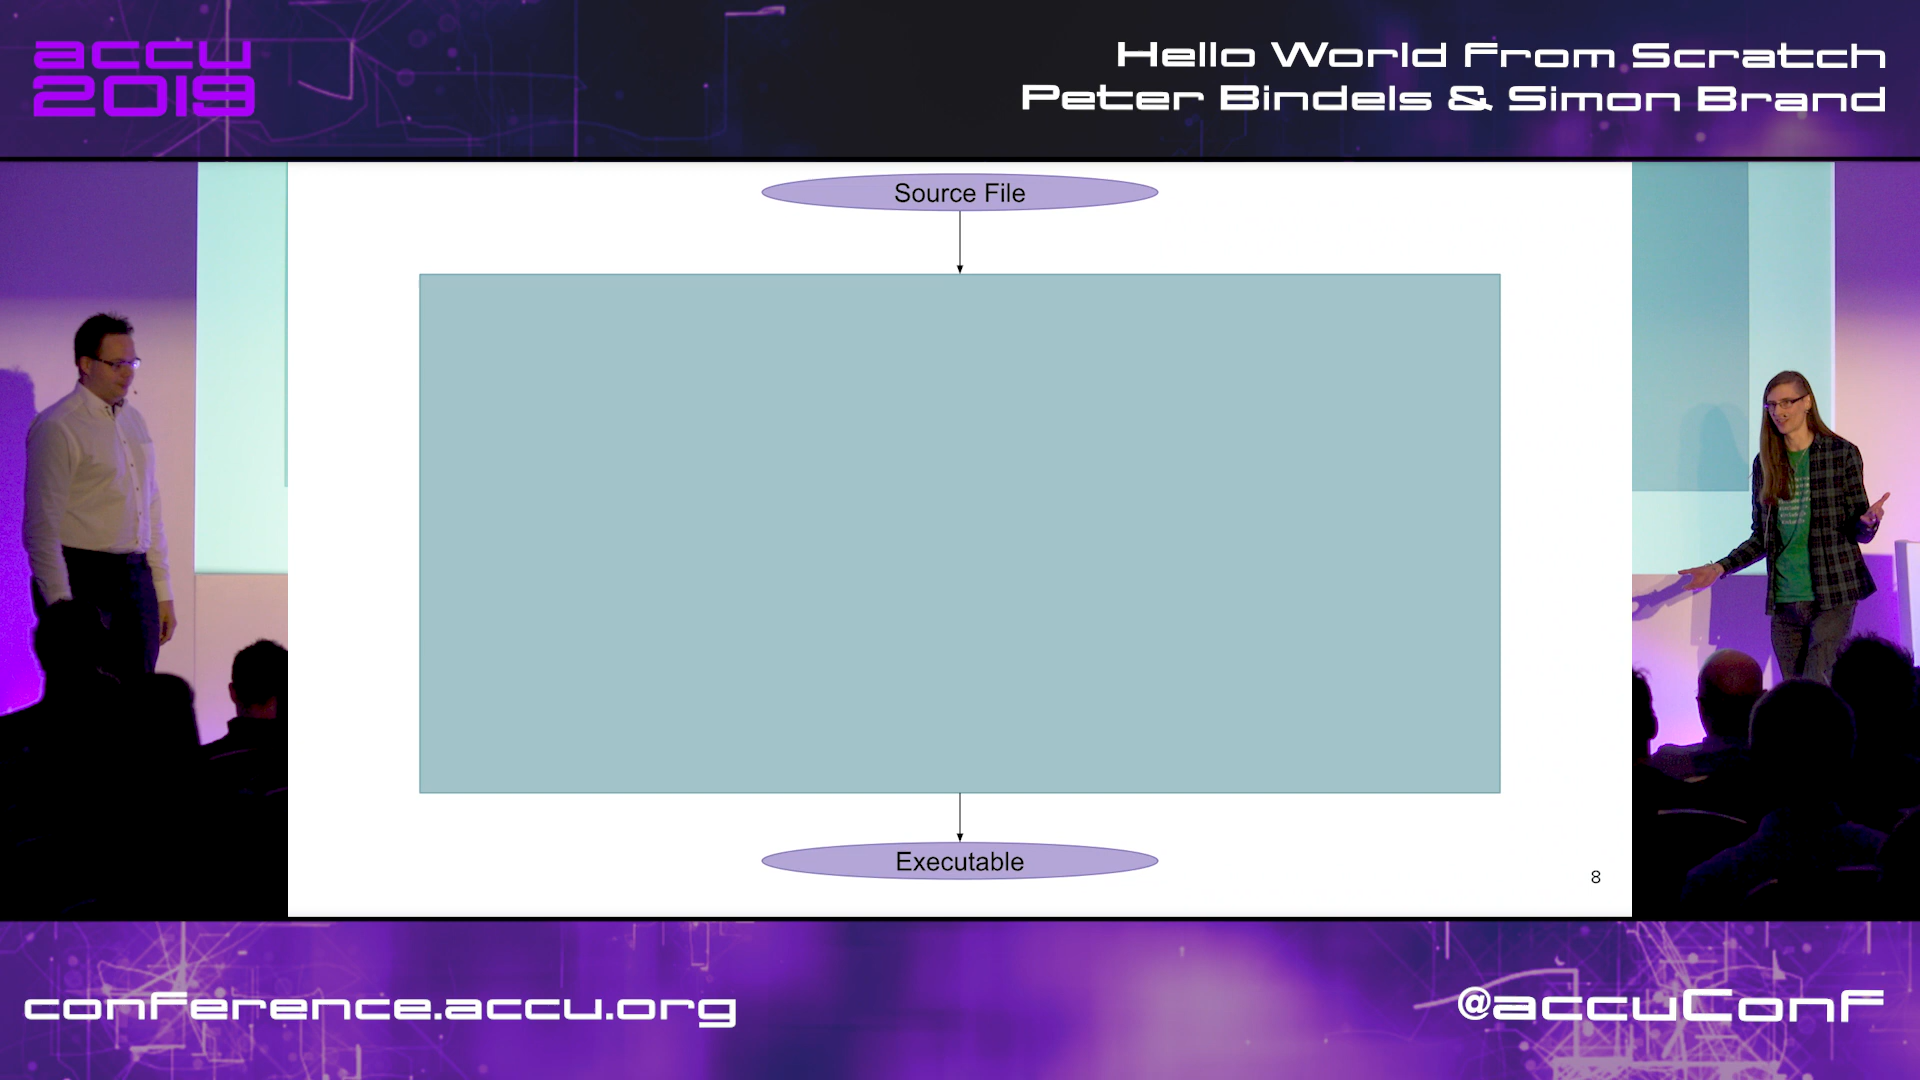 accu
2019
Hello World From Scratch
Peter Bindels & Simon Brand
Source File
Executable
8
conference.accu.org
@accuConf